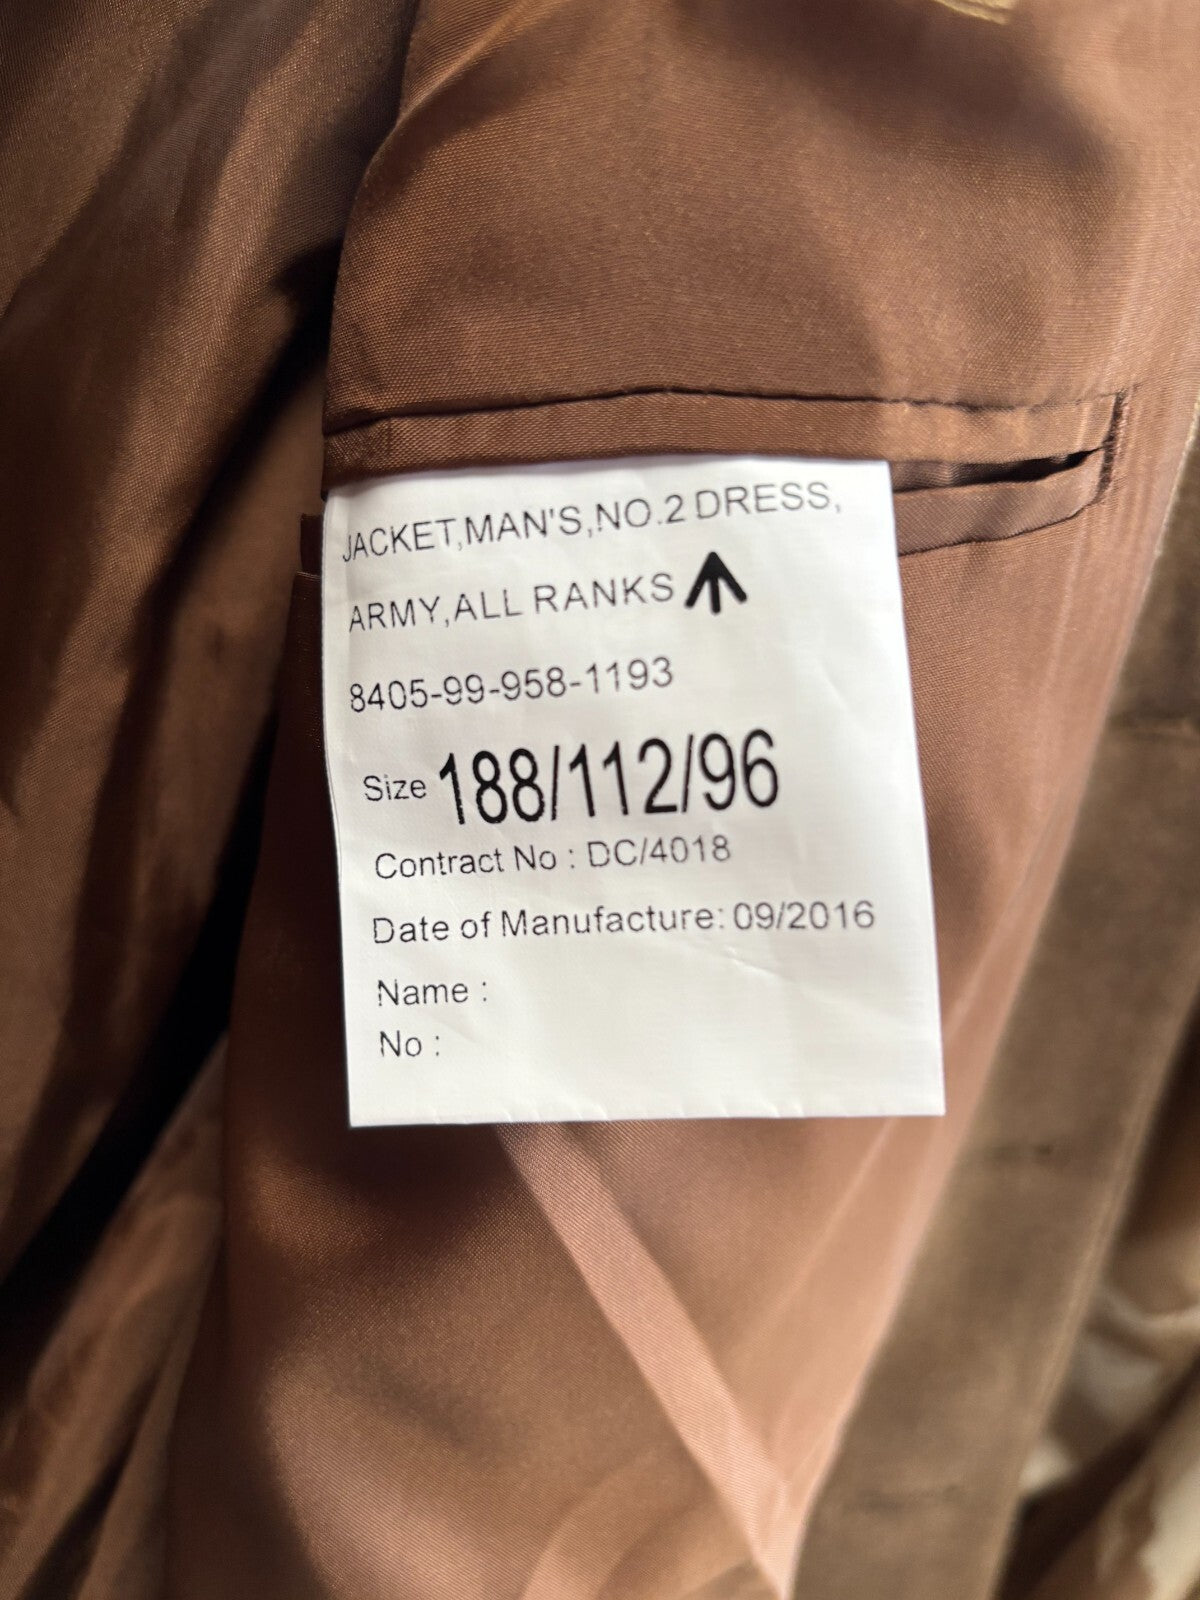 JACKET,MAN'S,NO.2 DRESS,
ARMY,ALL RANKS
8405-99-958-1193
Size 188/112/96
Contract No : DC/4018
Date of Manufacture: 09/2016
Name :
No :